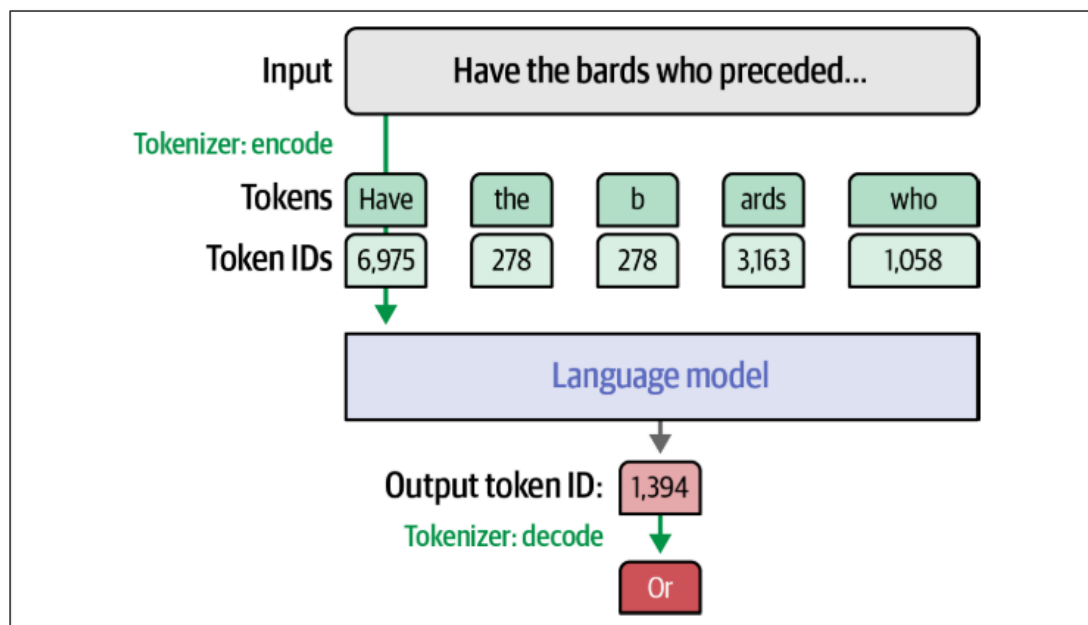 Input Have the bards who preceded...
Tokenizer: encode
Tokens Have the b ards who
Token IDs 6,975 278 278 3,163 1,058
Language model
Output token ID: 1,394
Tokenizer: decode
Or